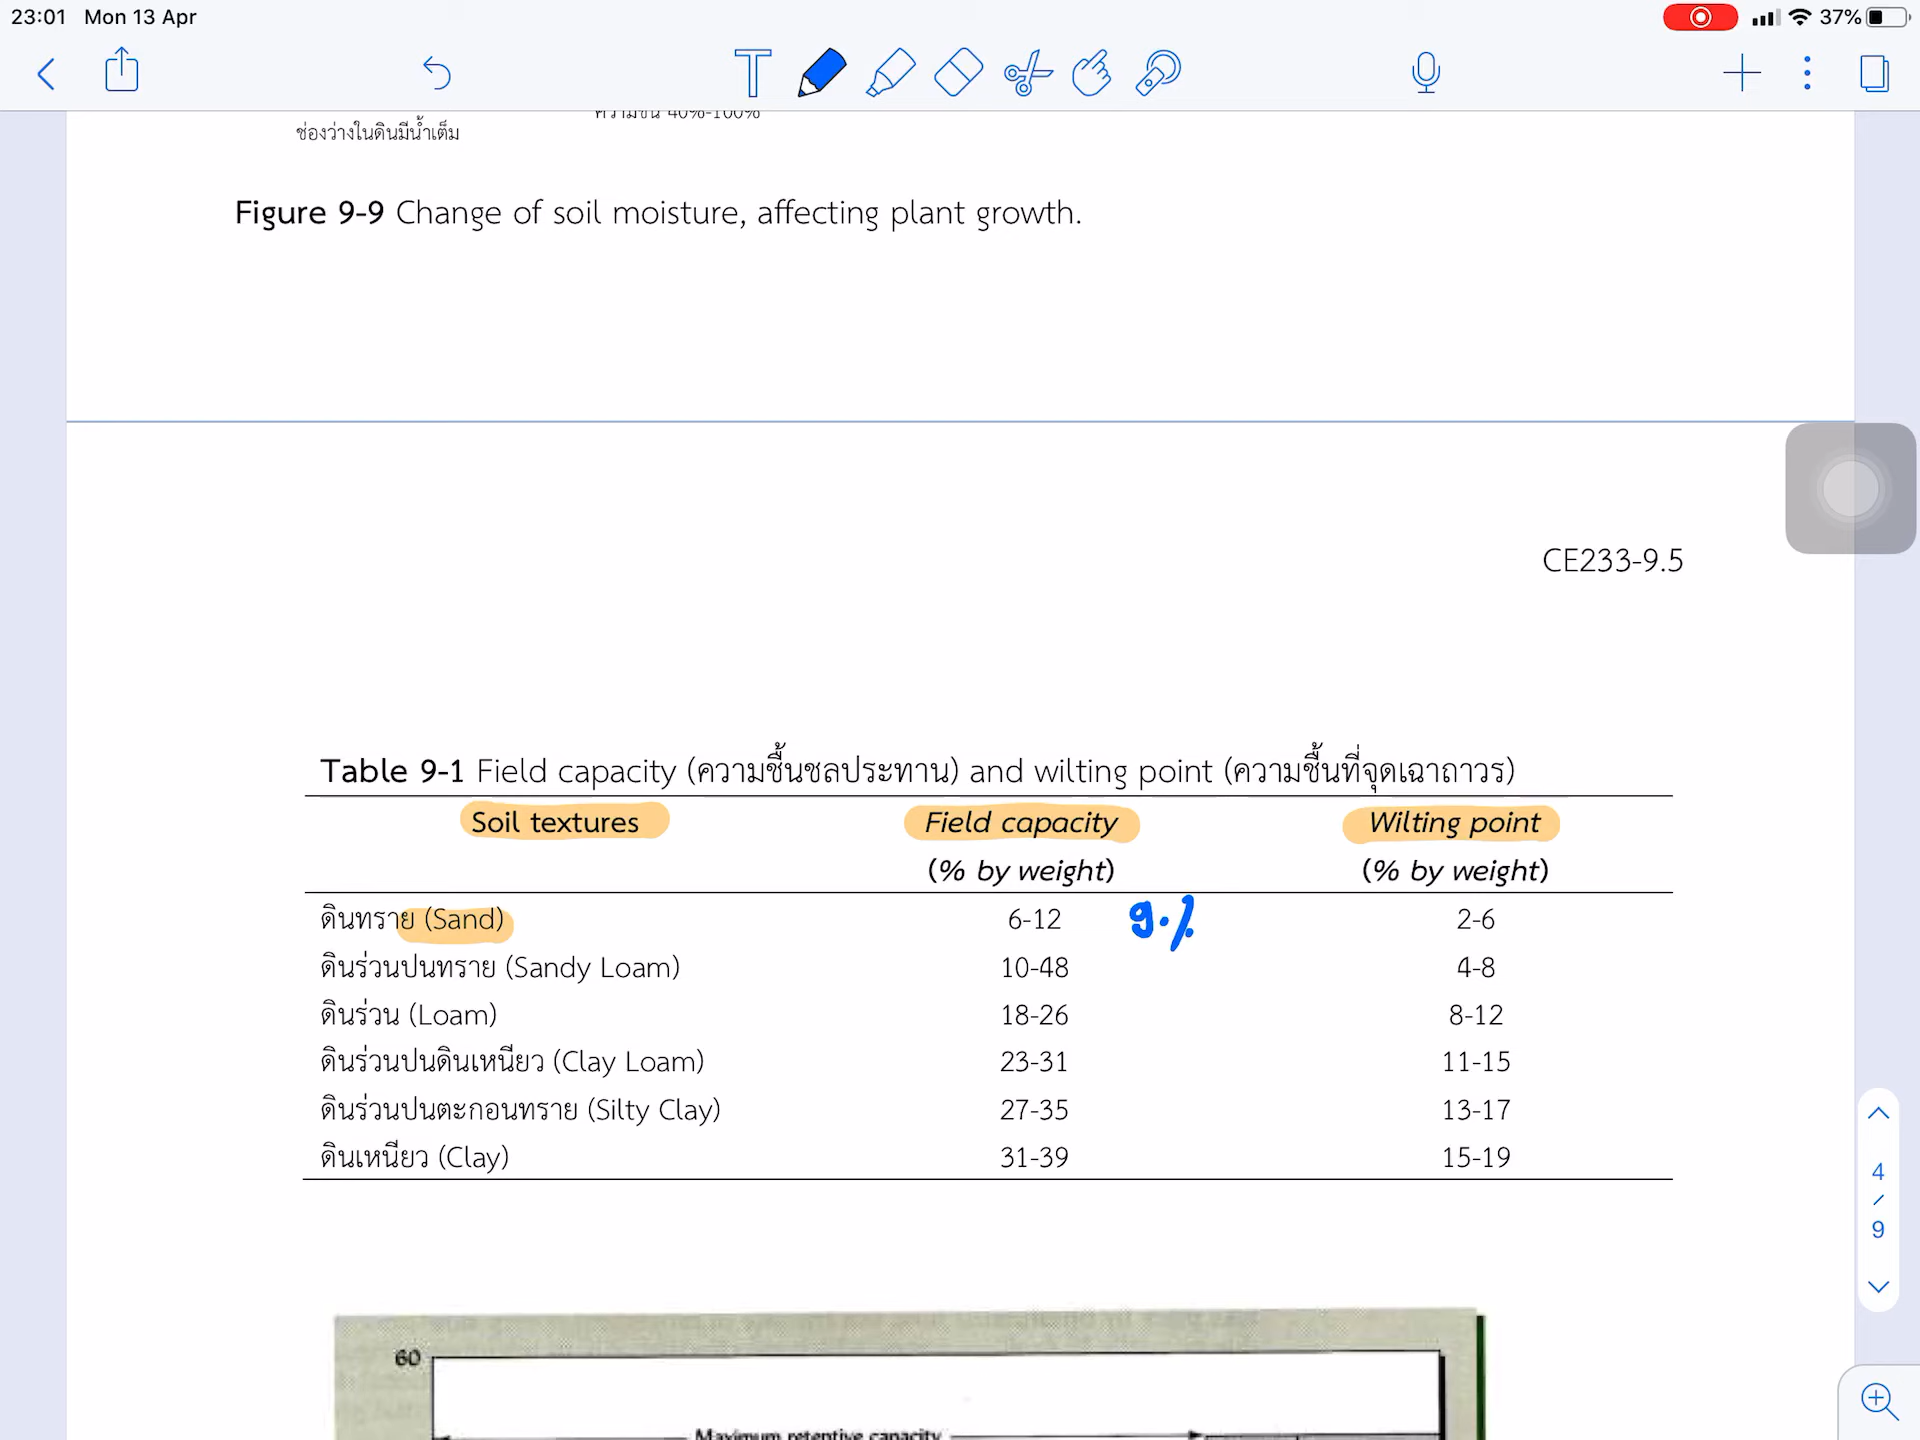 23:01 Mon 13 Apr 37%
ความชื้น 40%-100%
ช่องว่างในดินมีน้ำเต็ม
Figure 9-9 Change of soil moisture, affecting plant growth.
CE233-9.5
Table 9-1 Field capacity (ความชื้นชลประทาน) and wilting point (ความชื้นที่จุดเฉาถาวร)
Soil textures Field capacity Wilting point
(% by weight) (% by weight)
ดินทราย (Sand) 6-12 9% 2-6
ดินร่วนปนทราย (Sandy Loam) 10-48 4-8
ดินร่วน (Loam) 18-26 8-12
ดินร่วนปนดินเหนียว (Clay Loam) 23-31 11-15
ดินร่วนปนตะกอนทราย (Silty Clay) 27-35 13-17
ดินเหนียว (Clay) 31-39 15-19
4
/
9
60
Maximum retentive capacity